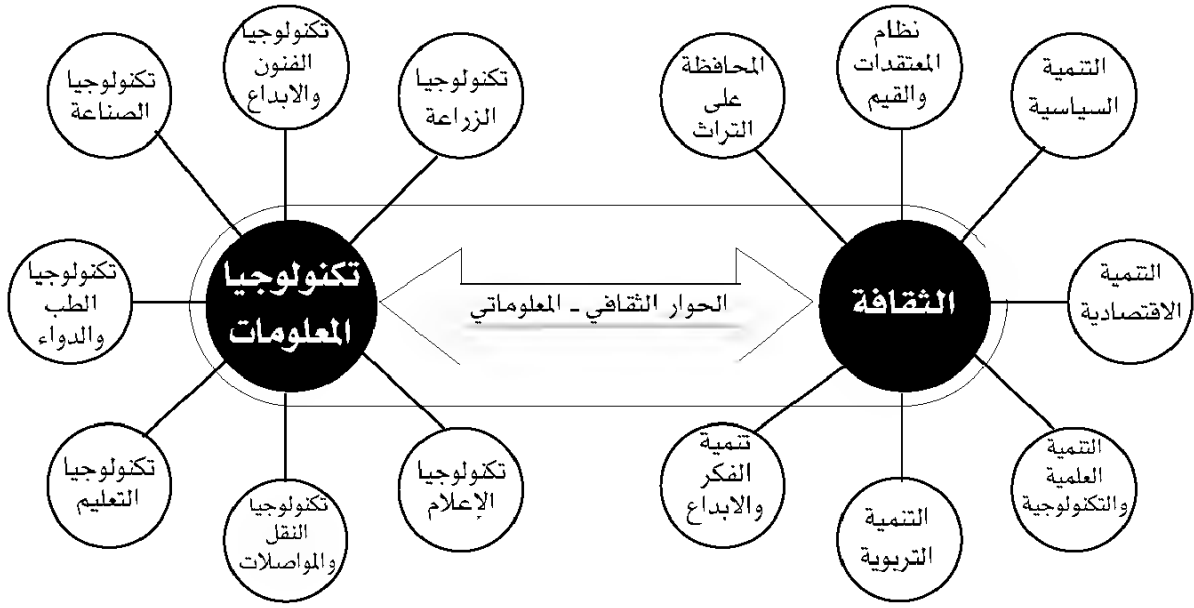 نظام
المعتقدات
والقيم
التنمية
السياسية
المحافظة
على
التراث
التنمية
الاقتصادية
الثقافة
تنمية
الفكر
والابداع
التنمية
التربوية
التنمية
العلمية
والتكنولوجية
الحوار الثقافي ـ المعلوماتي
تكنولوجيا
الفنون
والابداع
تكنولوجيا
الزراعة
تكنولوجيا
الصناعة
تكنولوجيا
المعلومات
تكنولوجيا
الطب
والدواء
تكنولوجيا
الإعلام
تكنولوجيا
النقل
والمواصلات
تكنولوجيا
التعليم